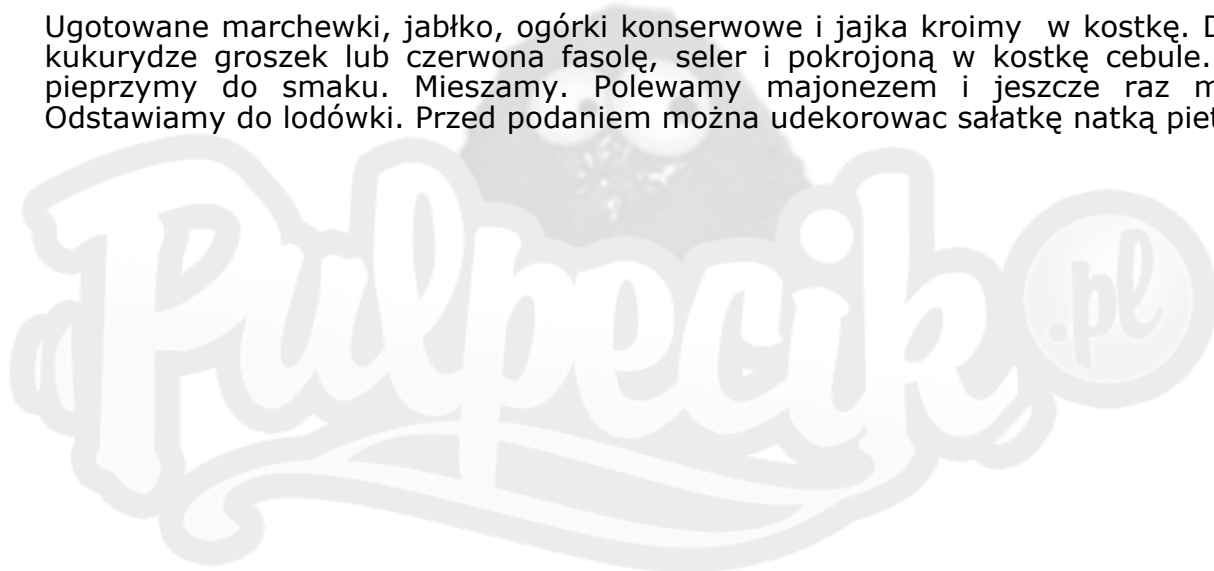 Ugotowane marchewki, jabłko, ogórki konserwowe i jajka kroimy w kostkę.
kukurydze groszek lub czerwona fasolę, seler i pokrojoną w kostkę cebule.
pieprzymy do smaku. Mieszamy. Polewamy majonezem i jeszcze raz
Odstawiamy do lodówki. Przed podaniem można udekorowac sałatkę natką
Pulpecik.pl